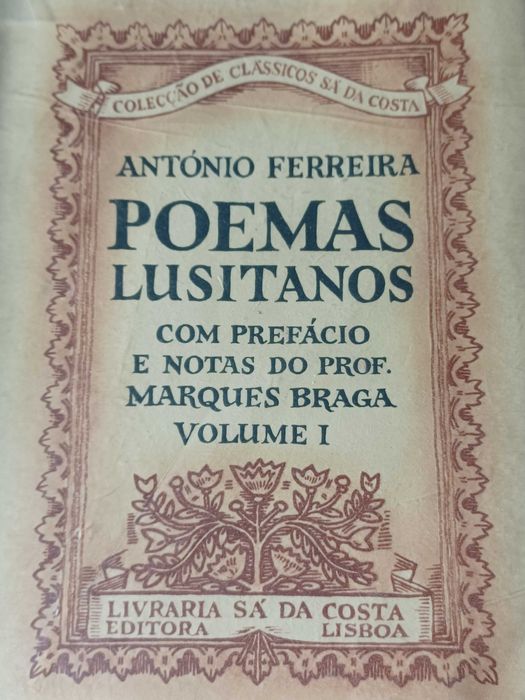 COLECÇÃO DE CLÁSSICOS SÁ DA COSTA
ANTÓNIO FERREIRA
POEMAS
LUSITANOS
COM PREFÁCIO
E NOTAS DO PROF.
MARQUES BRAGA
VOLUME I
LIVRARIA SÁ DA COSTA
EDITORA LISBOA